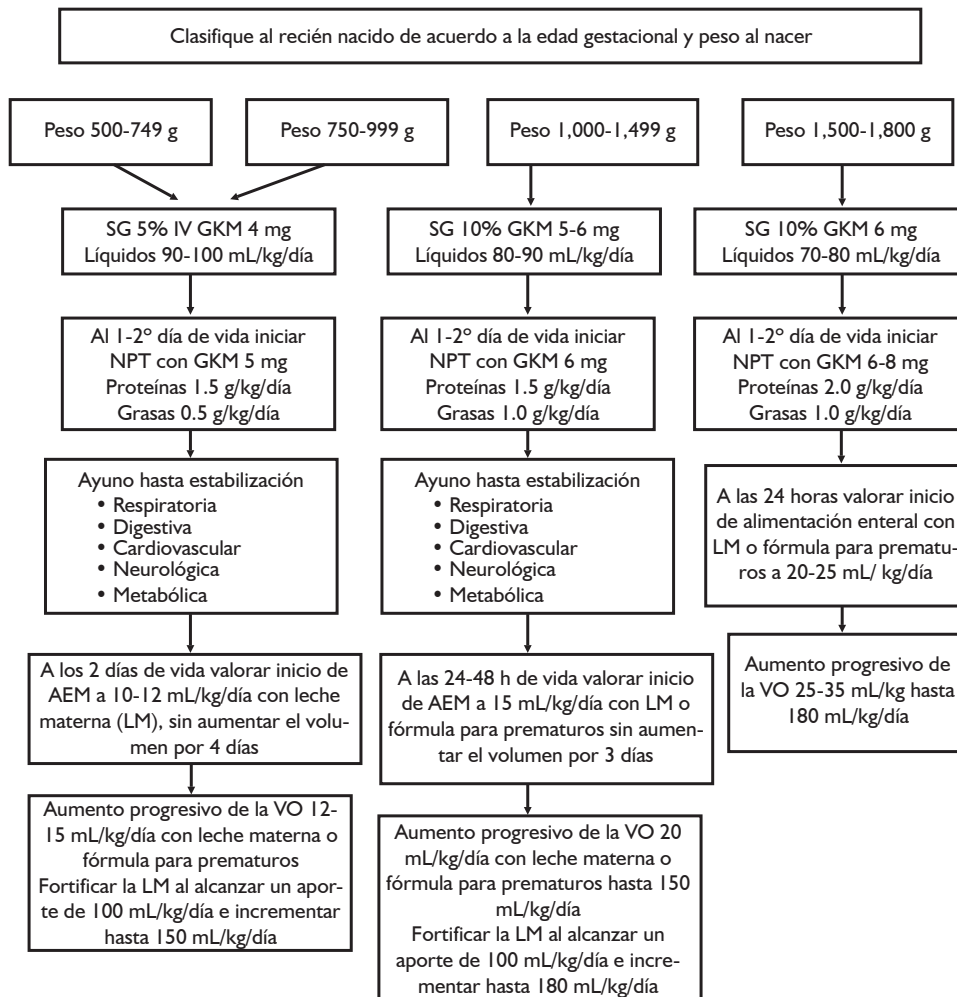 Clasifique al recién nacido de acuerdo a la edad gestacional y peso al nacer
Peso 500-749 g
Peso 750-999 g
Peso 1,000-1,499 g
Peso 1,500-1,800 g
SG 5% IV GKM 4 mg
Líquidos 90-100 mL/kg/día
SG 10% GKM 5-6 mg
Líquidos 80-90 mL/kg/día
SG 10% GKM 6 mg
Líquidos 70-80 mL/kg/día
Al 1-2º día de vida iniciar
NPT con GKM 5 mg
Proteínas 1.5 g/kg/día
Grasas 0.5 g/kg/día
Al 1-2º día de vida iniciar
NPT con GKM 6 mg
Proteínas 1.5 g/kg/día
Grasas 1.0 g/kg/día
Al 1-2º día de vida iniciar
NPT con GKM 6-8 mg
Proteínas 2.0 g/kg/día
Grasas 1.0 g/kg/día
Ayuno hasta estabilización
• Respiratoria
• Digestiva
• Cardiovascular
• Neurológica
• Metabólica
Ayuno hasta estabilización
• Respiratoria
• Digestiva
• Cardiovascular
• Neurológica
• Metabólica
A las 24 horas valorar inicio
de alimentación enteral con
LM o fórmula para prematu-
ros a 20-25 mL/ kg/día
A los 2 días de vida valorar inicio de
AEM a 10-12 mL/kg/día con leche
materna (LM), sin aumentar el volu-
men por 4 días
A las 24-48 h de vida valorar inicio
de AEM a 15 mL/kg/día con LM o
fórmula para prematuros sin aumen-
tar el volumen por 3 días
Aumento progresivo de
la VO 25-35 mL/kg hasta
180 mL/kg/día
Aumento progresivo de la VO 12-
15 mL/kg/día con leche materna o
fórmula para prematuros
Fortificar la LM al alcanzar un apor-
te de 100 mL/kg/día e incrementar
hasta 150 mL/kg/día
Aumento progresivo de la VO 20
mL/kg/día con leche materna o
fórmula para prematuros hasta 150
mL/kg/día
Fortificar la LM al alcanzar un
aporte de 100 mL/kg/día e incre-
mentar hasta 180 mL/kg/día